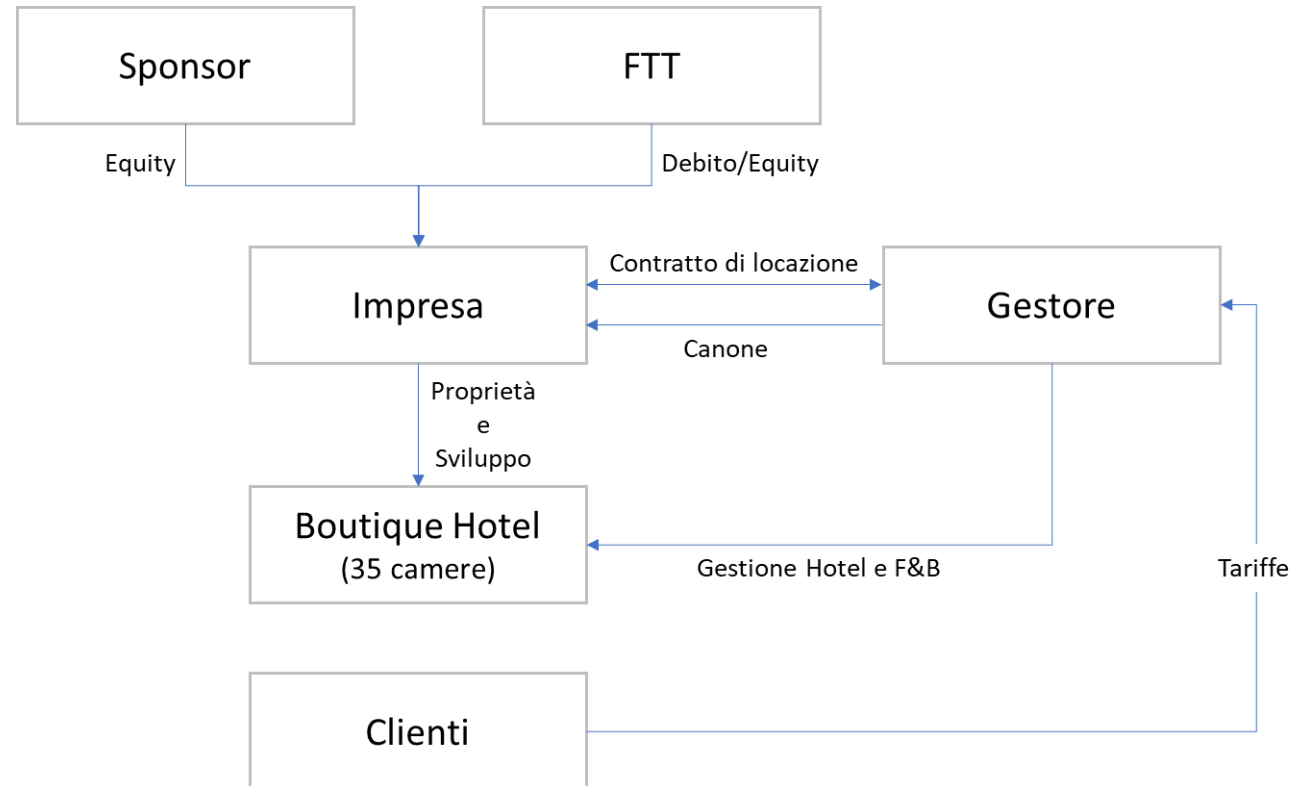 Sponsor
FTT
Equity
Debito/Equity
Contratto di locazione
Impresa
Gestore
Canone
Proprietà
e
Sviluppo
Boutique Hotel
(35 camere)
Gestione Hotel e F&B
Tariffe
Clienti